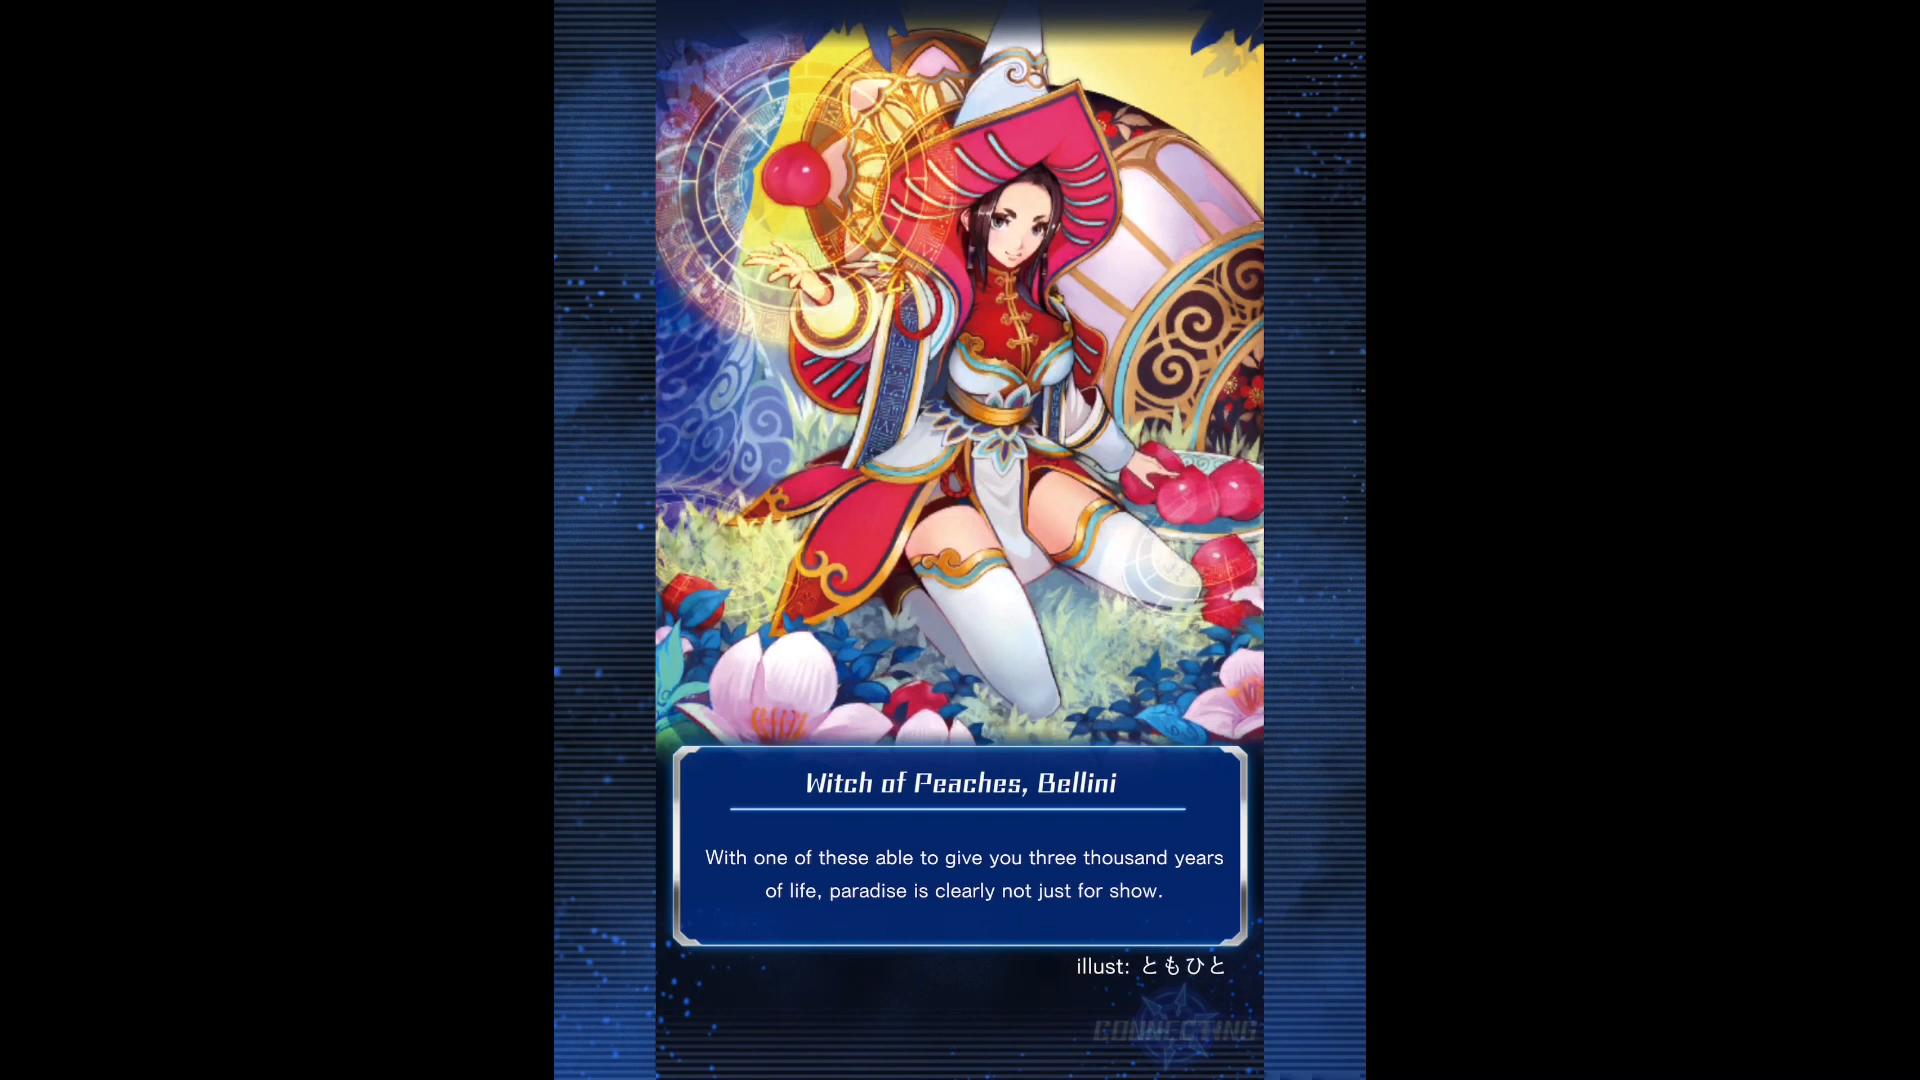 Witch of Peaches, Bellini
With one of these able to give you three thousand years
of life, paradise is clearly not just for show.
illust: ともひと
CONNECTING